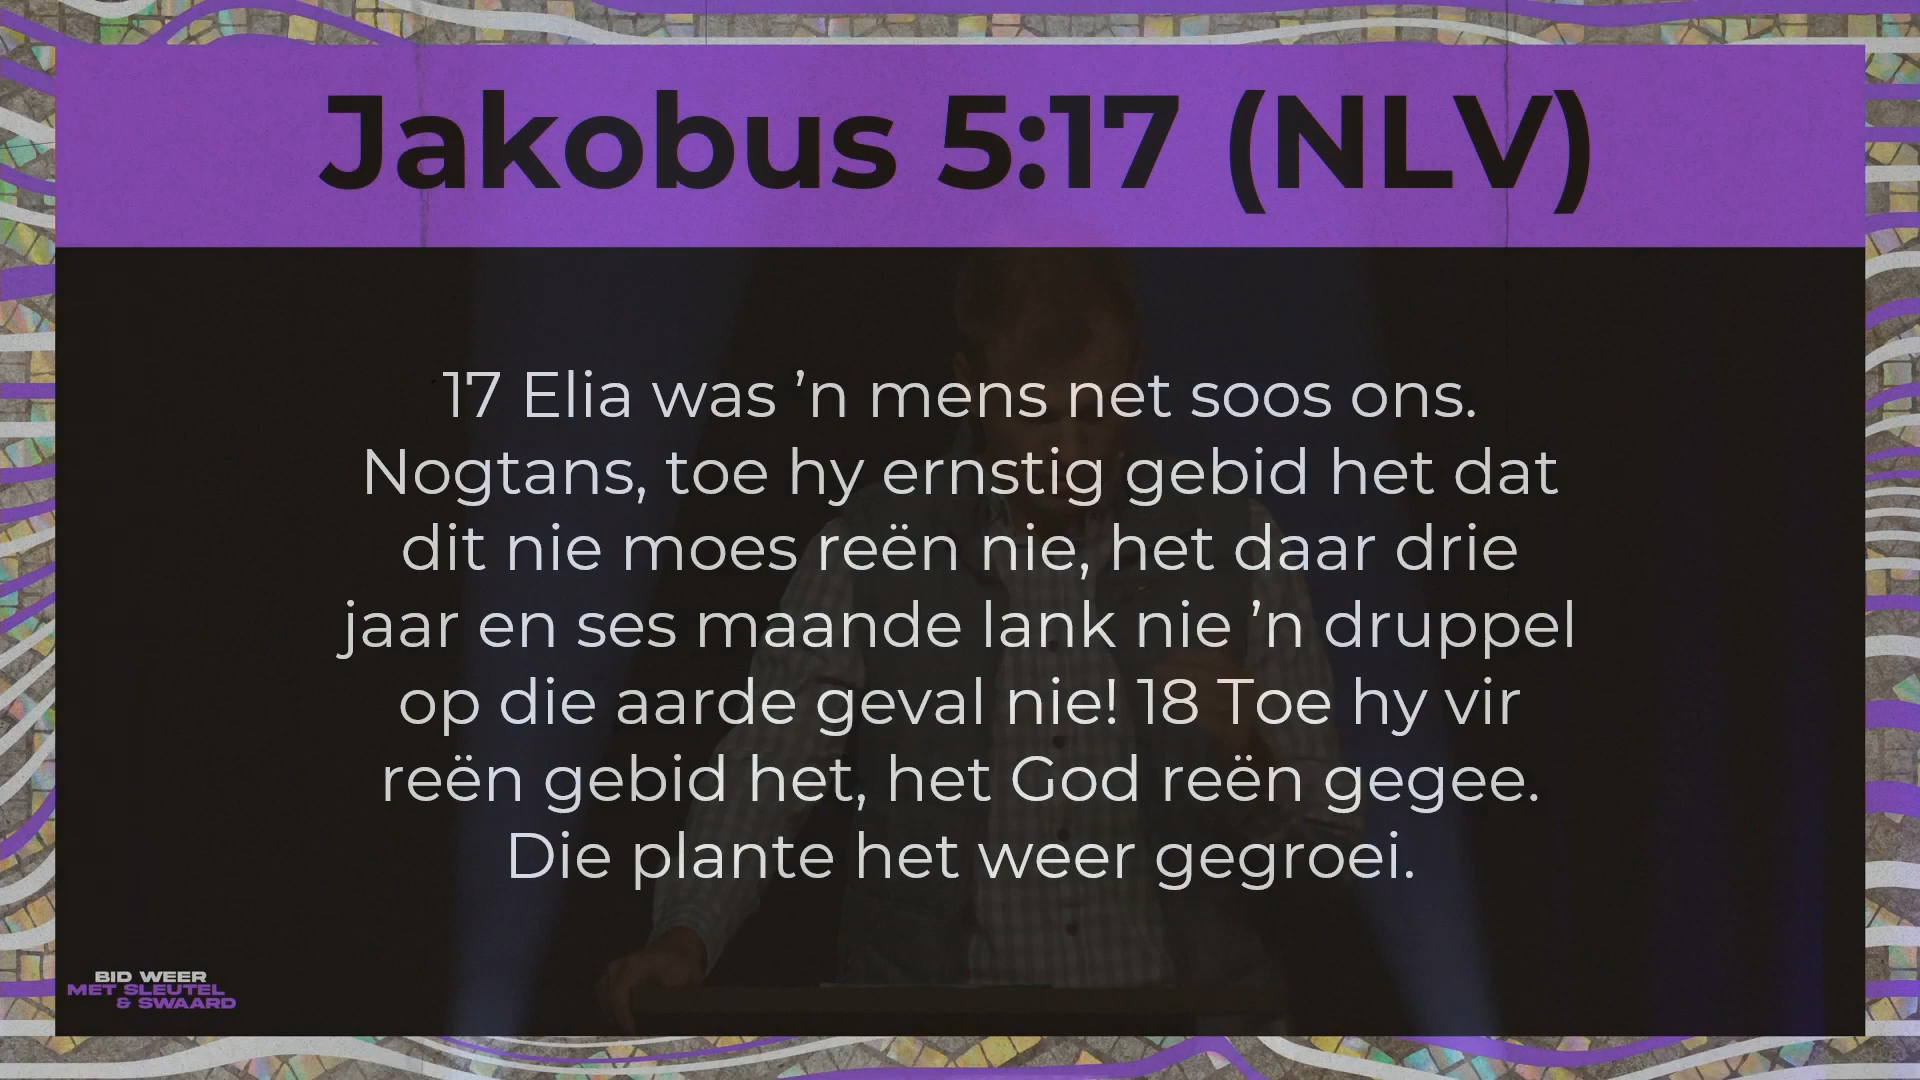 Jakobus 5:17 (NLV)
17 Elia was ’n mens net soos ons.
Nogtans, toe hy ernstig gebid het dat
dit nie moes reën nie, het daar drie
jaar en ses maande lank nie ’n druppel
op die aarde geval nie! 18 Toe hy vir
reën gebid het, het God reën gegee.
Die plante het weer gegroei.
BID WEER
MET SLEUTEL
& SWAARD